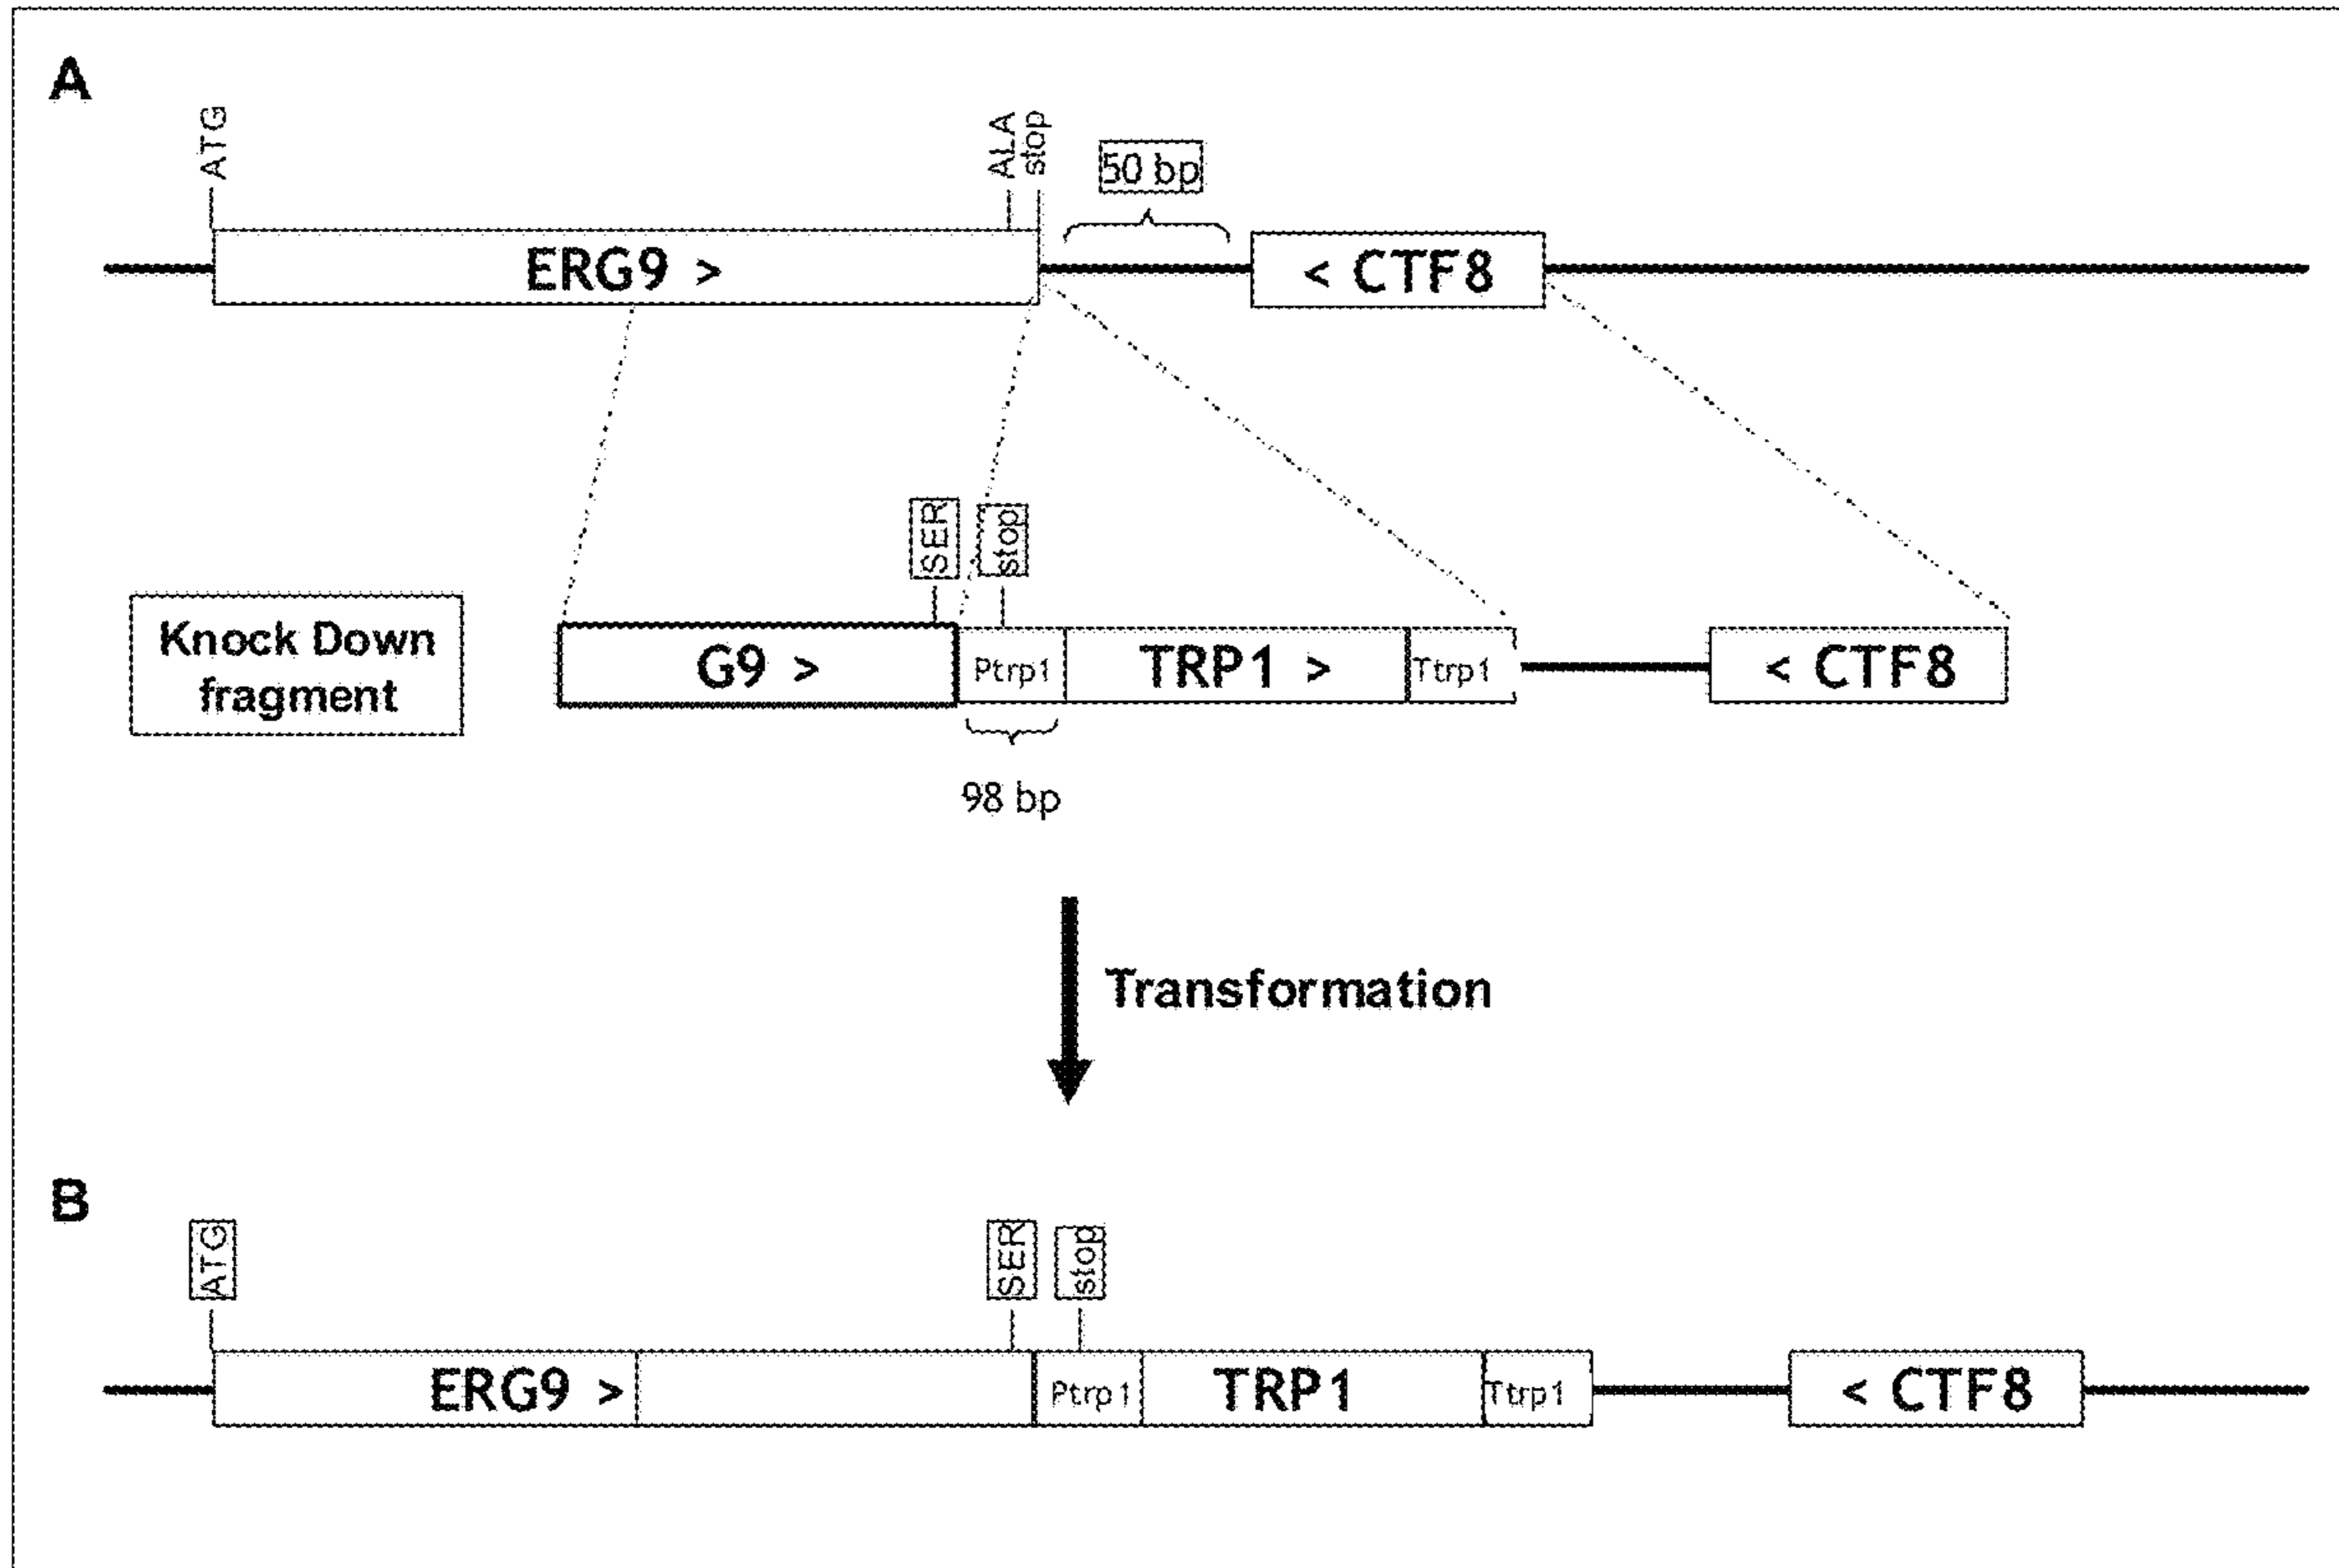 A
ATG
ALA
stop
50 bp
ERG9 >
< CTF8
SER
stop
Knock Down
fragment
G9 >
Ptrp1
TRP1 >
Ttrp1
< CTF8
98 bp
Transformation
B
ATG
SER
stop
ERG9 >
Ptrp1
TRP1
Ttrp1
< CTF8